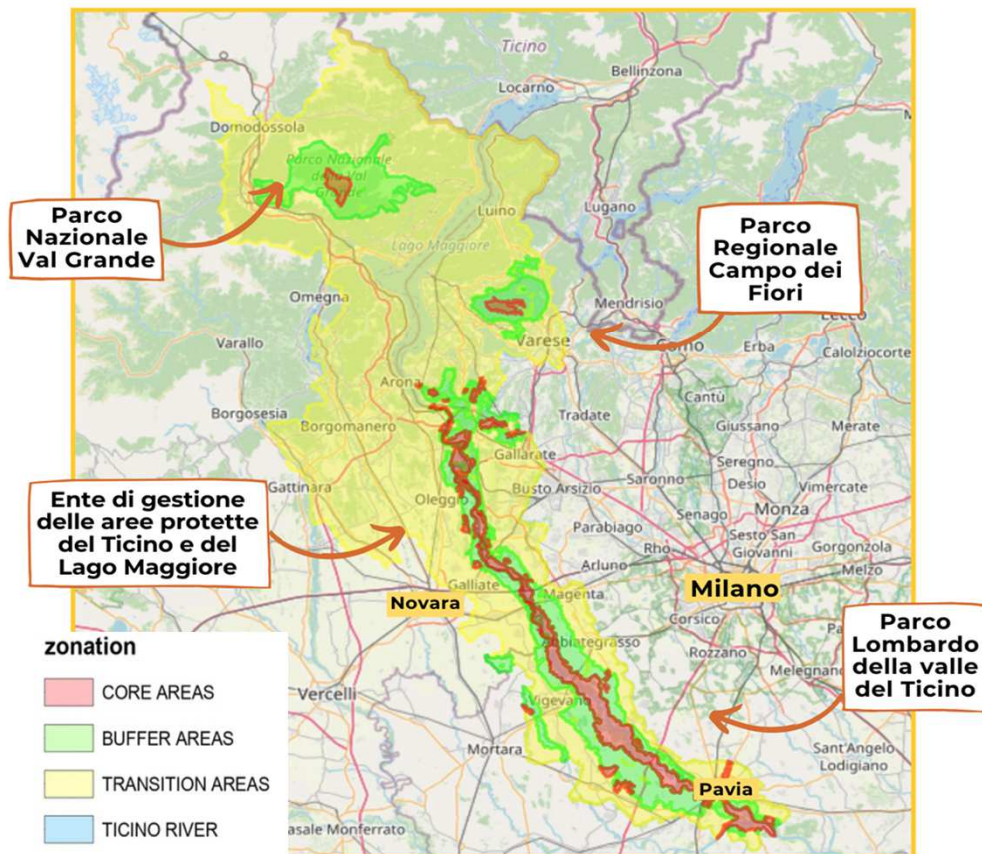 Ticino
Bellinzona
Locarno
Domodossola
Parco Nazionale
della Val
Grande
Parco
Nazionale
Val Grande
Luino
Lugano
Lago Maggiore
Parco
Regionale
Campo dei
Fiori
Omegna
Mendrisio
Varese
Como
Lecco
Erba
Calolziocorte
Varallo
Arona
Cantù
Borgosesia
Borgomanero
Tradate
Giussano
Merate
Gallarate
Seregno
Gattinara
Saronno
Desio
Vimercate
Ente di gestione
delle aree protette
del Ticino e del
Lago Maggiore
Oleggio
Busto Arsizio
Senago
Monza
Parabiago
Sesto San
Giovanni
Gorgonzola
Rho
Arluno
Melzo
Galliate
Novara
Magenta
Milano
Corsico
Abbiategrasso
Rozzano
Melegnano
Parco
Lombardo
della valle
del Ticino
zonation
CORE AREAS
BUFFER AREAS
TRANSITION AREAS
TICINO RIVER
Vercelli
Vigevano
Mortara
Sant'Angelo
Lodigiano
Pavia
asale Monferrato